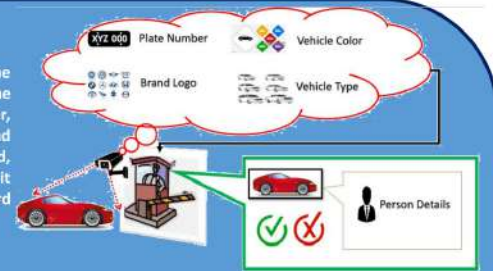 XYZ 000 Plate Number
Vehicle Color
Brand Logo
Vehicle Type
Person Details